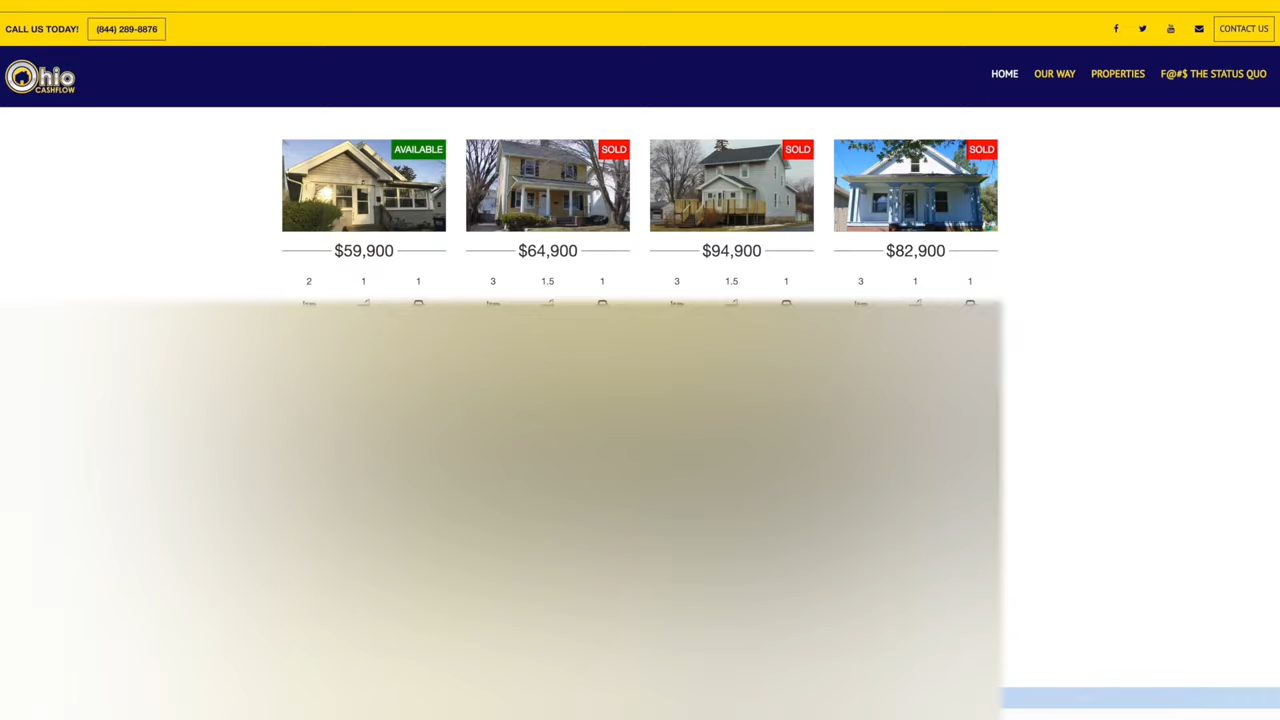 CALL US TODAY! (844) 289-8876 CONTACT US
Ohio
CASHFLOW
HOME OUR WAY PROPERTIES F@#$ THE STATUS QUO
AVAILABLE SOLD SOLD SOLD
$59,900 $64,900 $94,900 $82,900
2 1 1 3 1.5 1 3 1.5 1 3 1 1